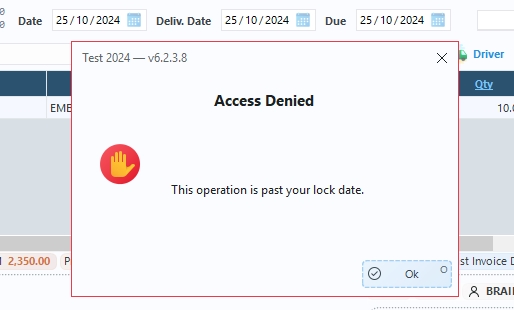 Date 25/10/2024 Deliv. Date 25/10/2024 Due 25/10/2024
Test 2024 — v6.2.3.8
Driver
Access Denied
Qty
EME
10.0
This operation is past your lock date.
2,350.00
Ok O
st Invoice D
BRAI